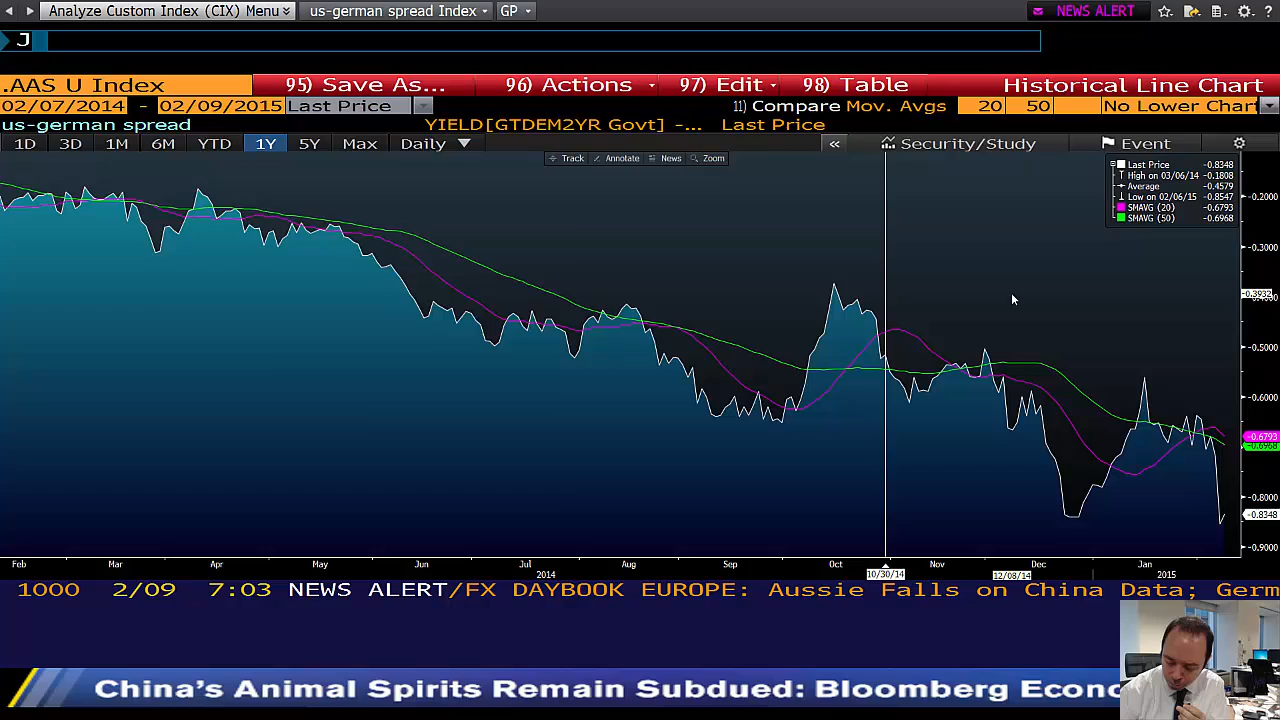 Analyze Custom Index (CIX) Menu us-german spread Index GP NEWS ALERT
J
.AAS U Index 95) Save As... 96) Actions 97) Edit 98) Table Historical Line Chart
02/07/2014 - 02/09/2015 Last Price 11) Compare Mov. Avgs 20 50 No Lower Chart
us-german spread YIELD[GTDEM2YR Govt] -... Last Price
1D 3D 1M 6M YTD 1Y 5Y Max Daily « Security/Study Event
Track Annotate News Zoom
Last Price -0.8348
High on 03/06/14 -0.1808
Average -0.4579
Low on 02/06/15 -0.8547
SMAVG (20) -0.6793
SMAVG (50) -0.6968
-0.2000
-0.3000
-0.3932
-0.5000
-0.6000
-0.6793
-0.6968
-0.8000
-0.8348
-0.9000
Feb Mar Apr May Jun Jul Aug Sep Oct Nov Dec Jan
2014 10/30/14 12/08/14 2015
1000 2/09 7:03 NEWS ALERT/FX DAYBOOK EUROPE: Aussie Falls on China Data; Germ
China's Animal Spirits Remain Subdued: Bloomberg Econo